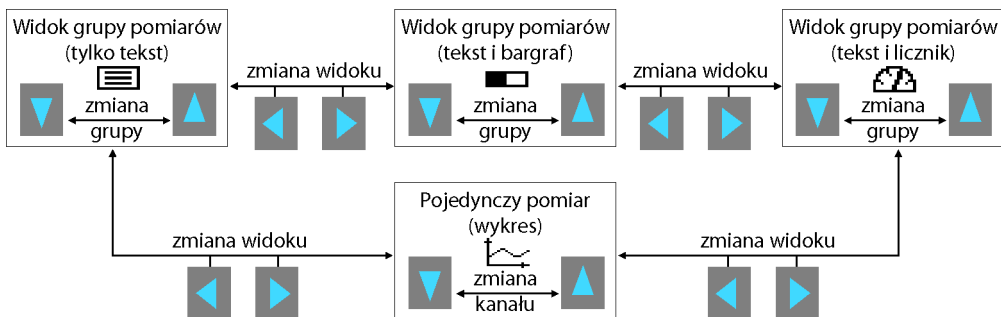 Widok grupy pomiarów
(tylko tekst)
zmiana
grupy
zmiana widoku
Widok grupy pomiarów
(tekst i bargraf)
zmiana
grupy
zmiana widoku
Widok grupy pomiarów
(tekst i licznik)
zmiana
grupy
zmiana widoku
Pojedynczy pomiar
(wykres)
zmiana
kanału
zmiana widoku